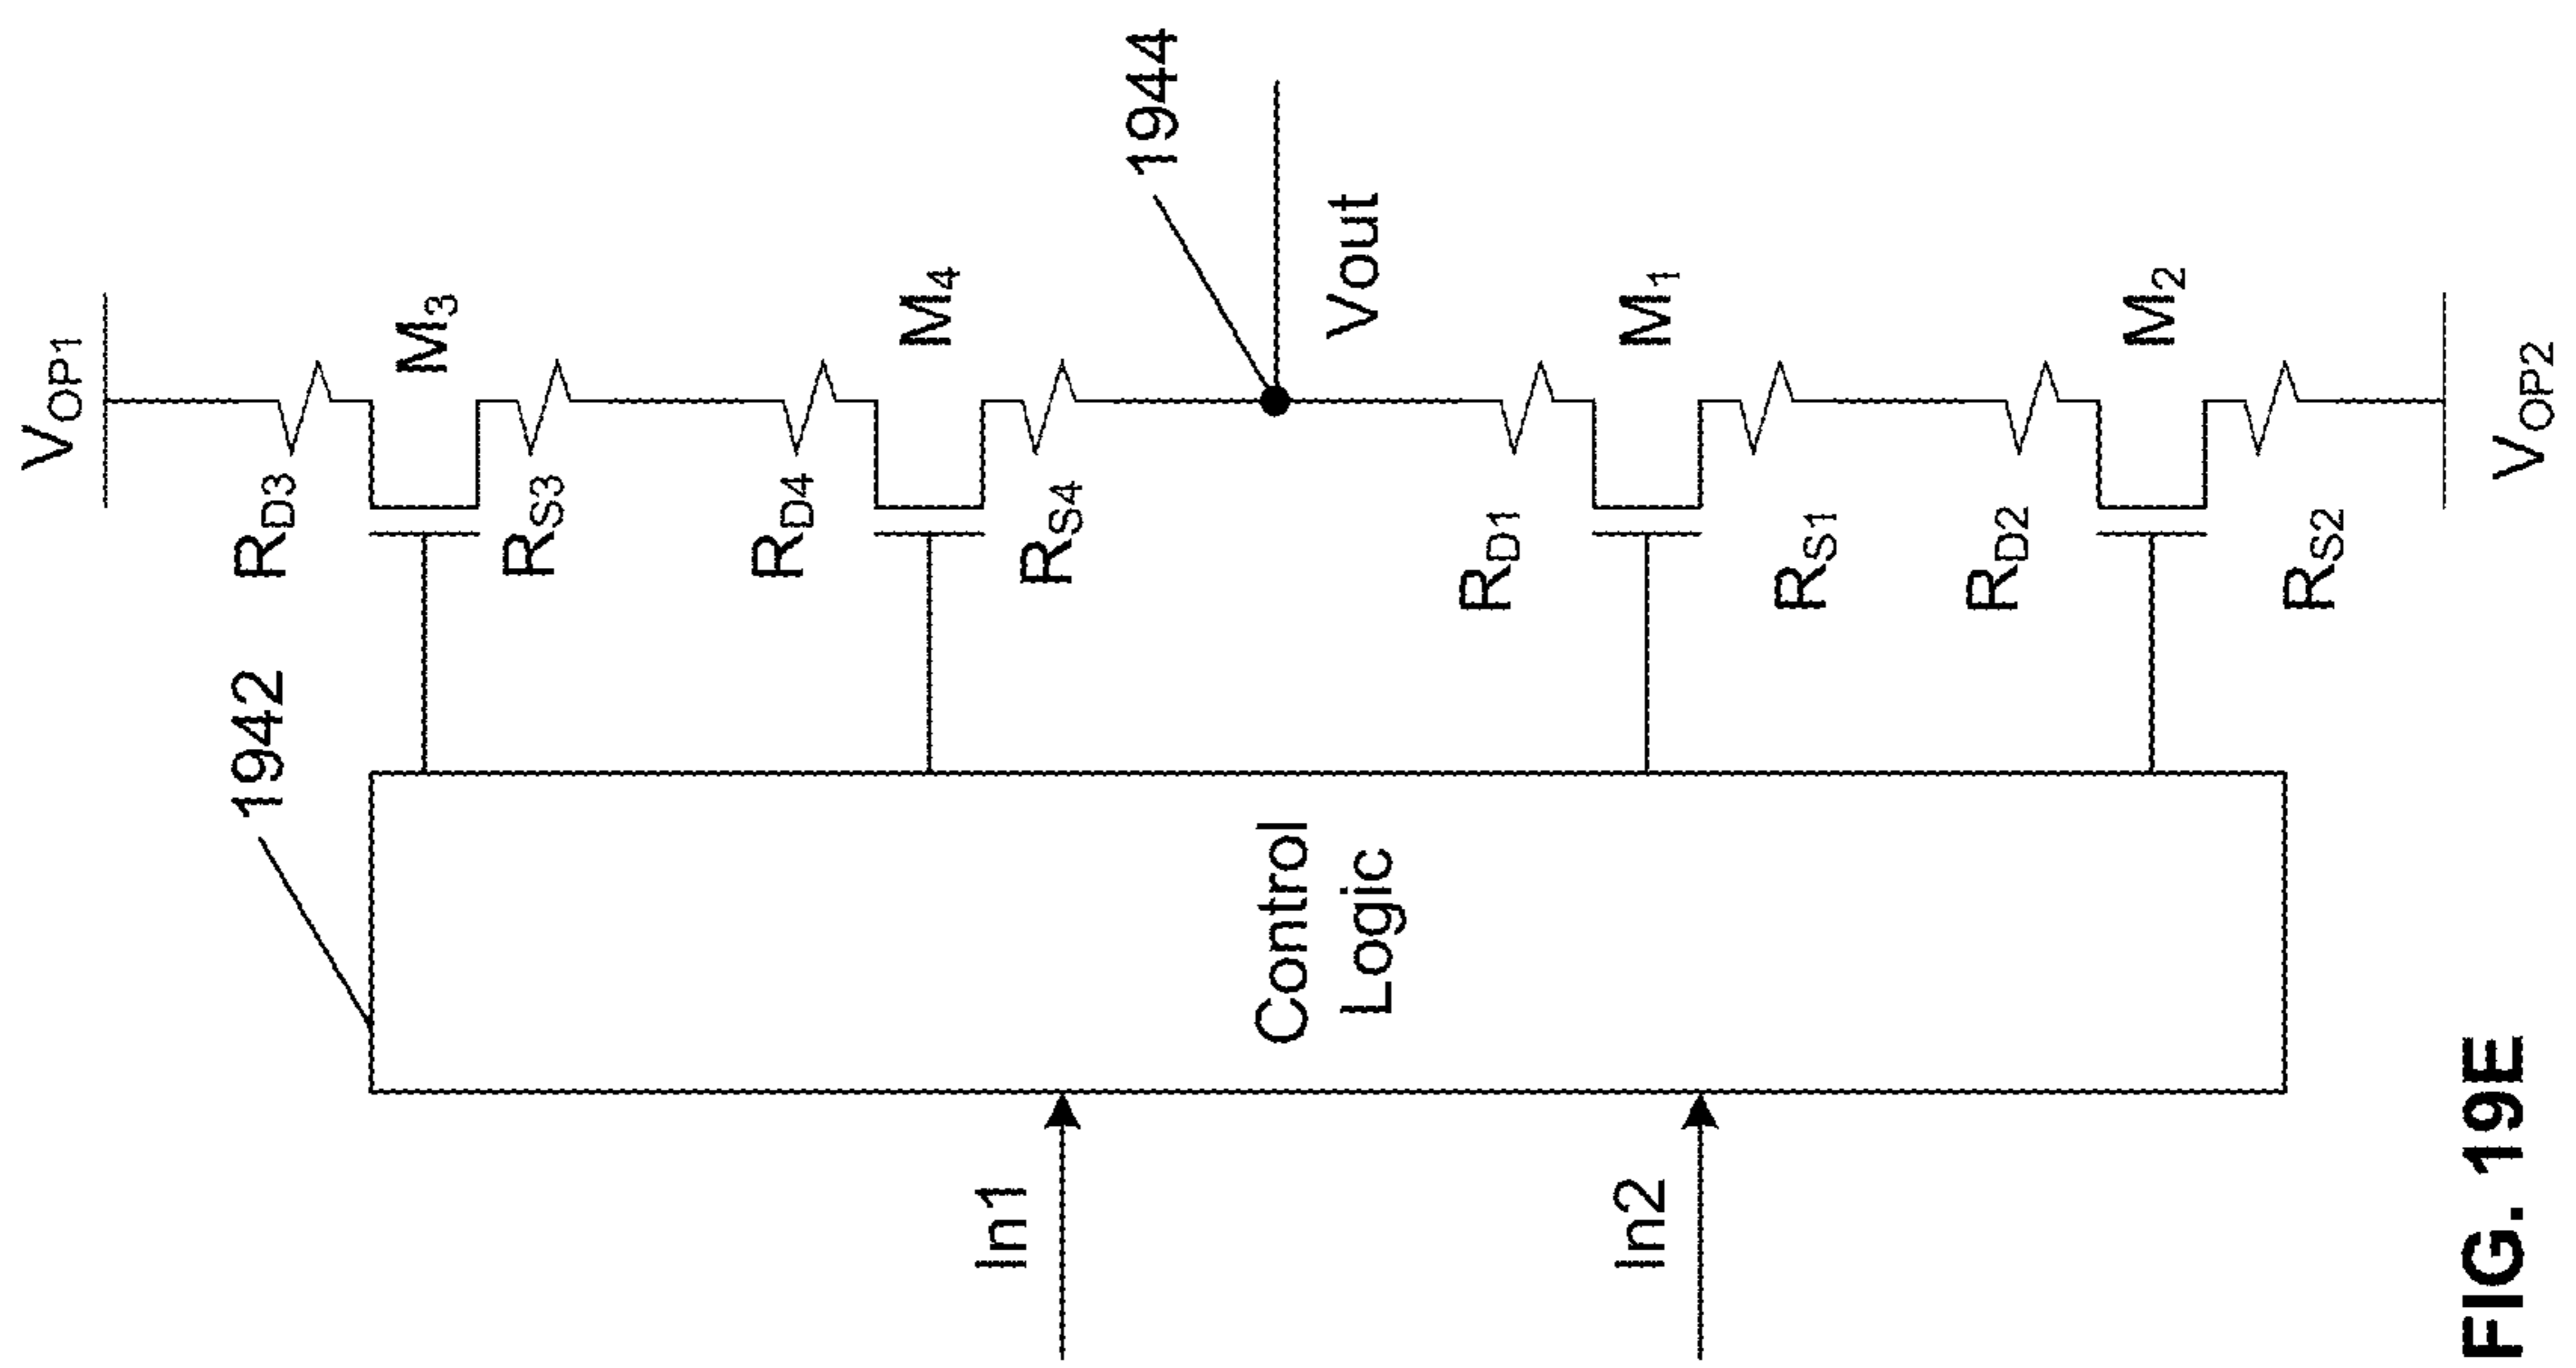 V_OP1
1942
R_D3
M_3
R_S3
R_D4
M_4
R_S4
1944
In1
Control
Logic
Vout
R_D1
M_1
In2
R_S1
R_D2
M_2
R_S2
V_OP2
FIG. 19E